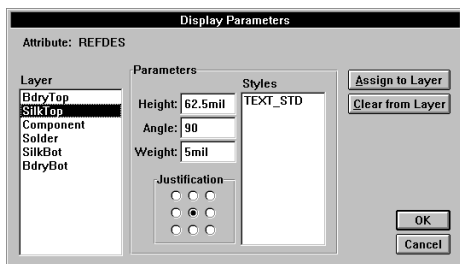 Display Parameters
Attribute: REFDES
Layer
BdryTop
SilkTop
Component
Solder
SilkBot
BdryBot
Parameters
Height: 62.5mil
Angle: 90
Weight: 5mil
Justification
Styles
TEXT_STD
Assign to Layer
Clear from Layer
OK
Cancel